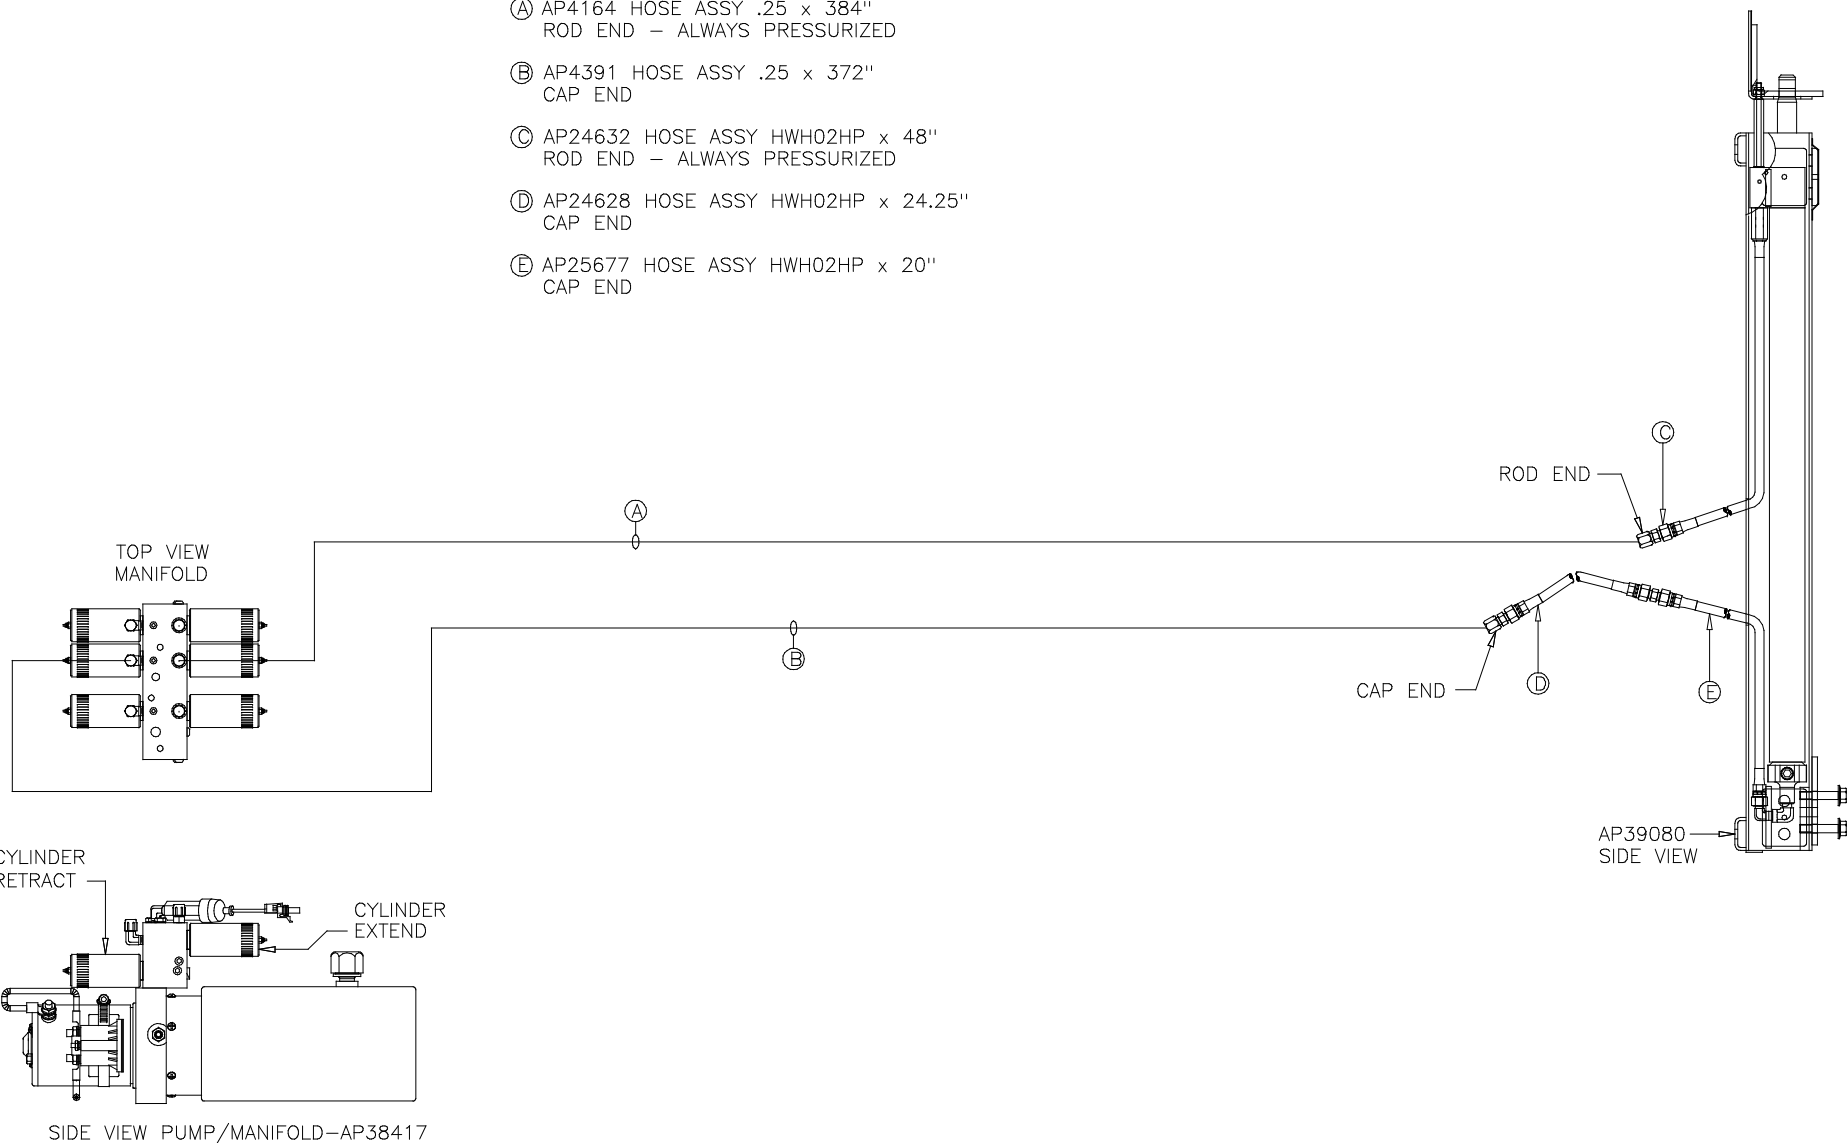 Ⓐ AP4164 HOSE ASSY .25 x 384"
ROD END – ALWAYS PRESSURIZED
Ⓑ AP4391 HOSE ASSY .25 x 372"
CAP END
Ⓒ AP24632 HOSE ASSY HWH02HP x 48"
ROD END – ALWAYS PRESSURIZED
Ⓓ AP24628 HOSE ASSY HWH02HP x 24.25"
CAP END
Ⓔ AP25677 HOSE ASSY HWH02HP x 20"
CAP END
Ⓒ
ROD END
Ⓐ
TOP VIEW
MANIFOLD
Ⓑ
CAP END
Ⓓ
Ⓔ
AP39080
SIDE VIEW
CYLINDER
RETRACT
CYLINDER
EXTEND
SIDE VIEW PUMP/MANIFOLD–AP38417